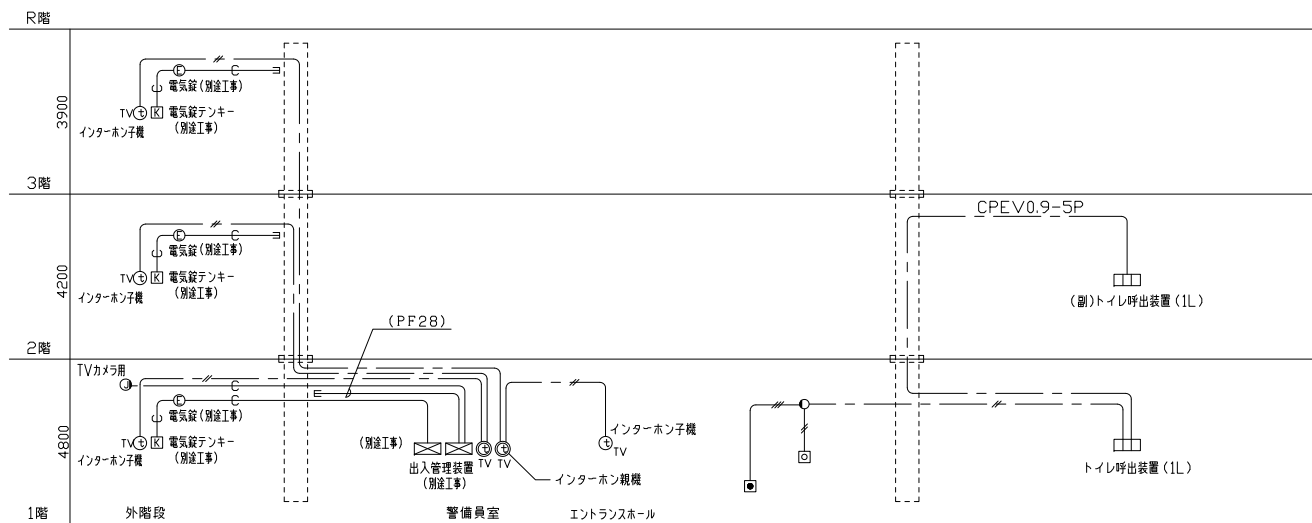 R階
3900
電気錠(別途工事)
TV
t
K
E
電気錠テンキー
(別途工事)
インターホン子機
3階
4200
電気錠(別途工事)
TV
t
K
E
電気錠テンキー
(別途工事)
インターホン子機
CPEV0.9-5P
(副)トイレ呼出装置(1L)
(PF28)
2階
4800
TVカメラ用
電気錠(別途工事)
TV
t
K
E
電気錠テンキー
(別途工事)
インターホン子機
(別途工事)
出入管理装置
(別途工事)
t
TV
t
TV
インターホン親機
インターホン子機
t
TV
トイレ呼出装置(1L)
1階
外階段
警備員室
エントランスホール